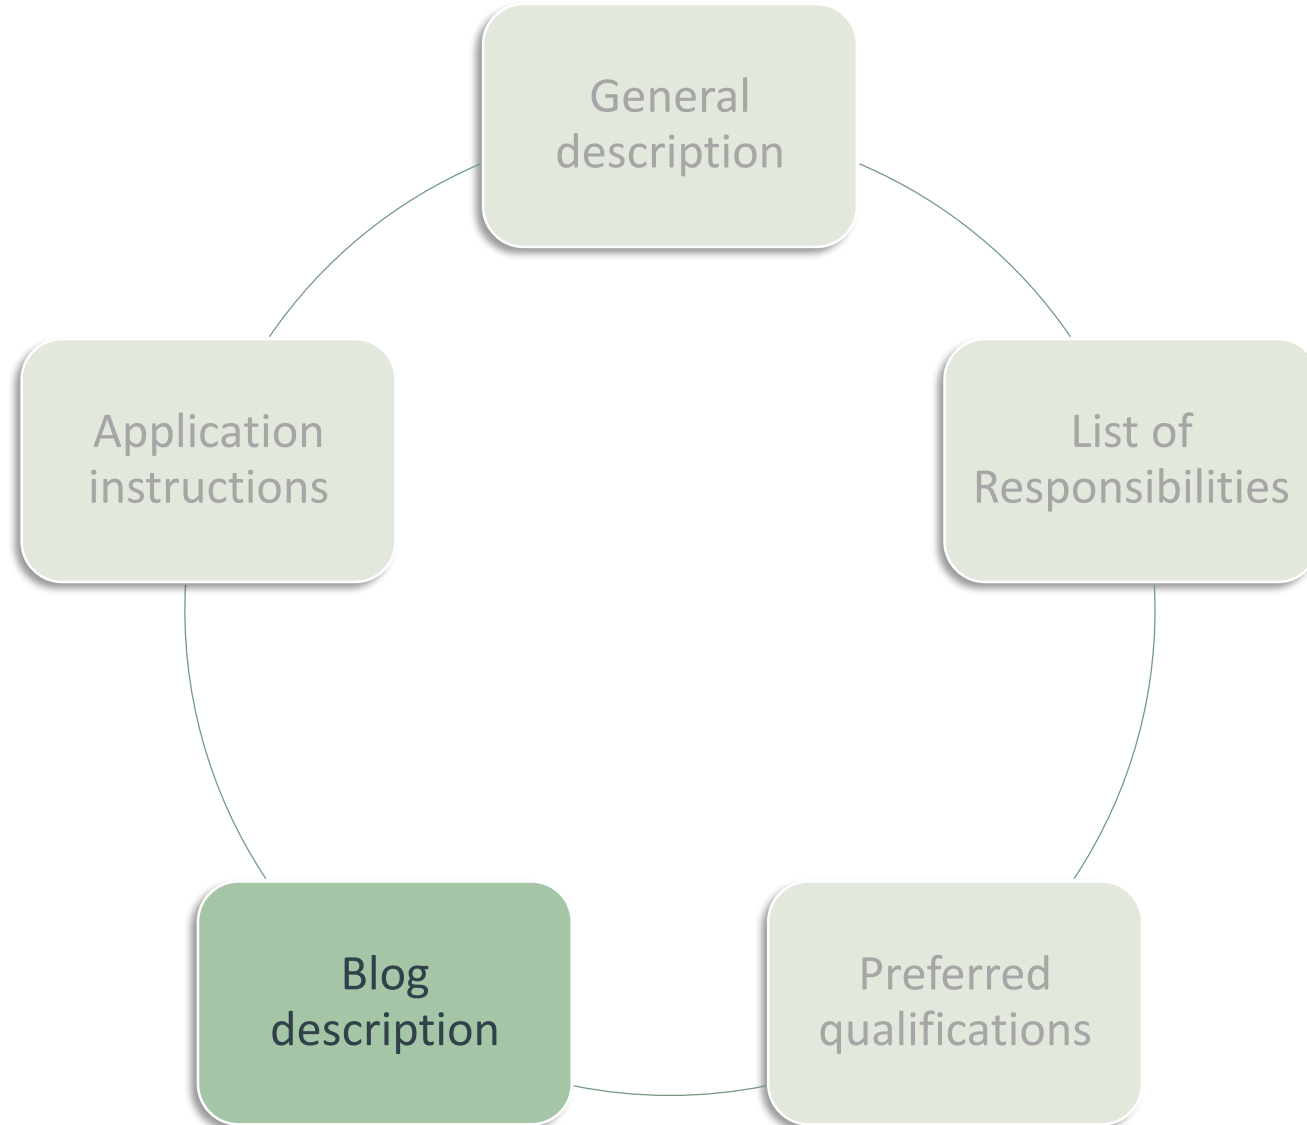 General
description
List of
Responsibilities
Preferred
qualifications
Blog
description
Application
instructions